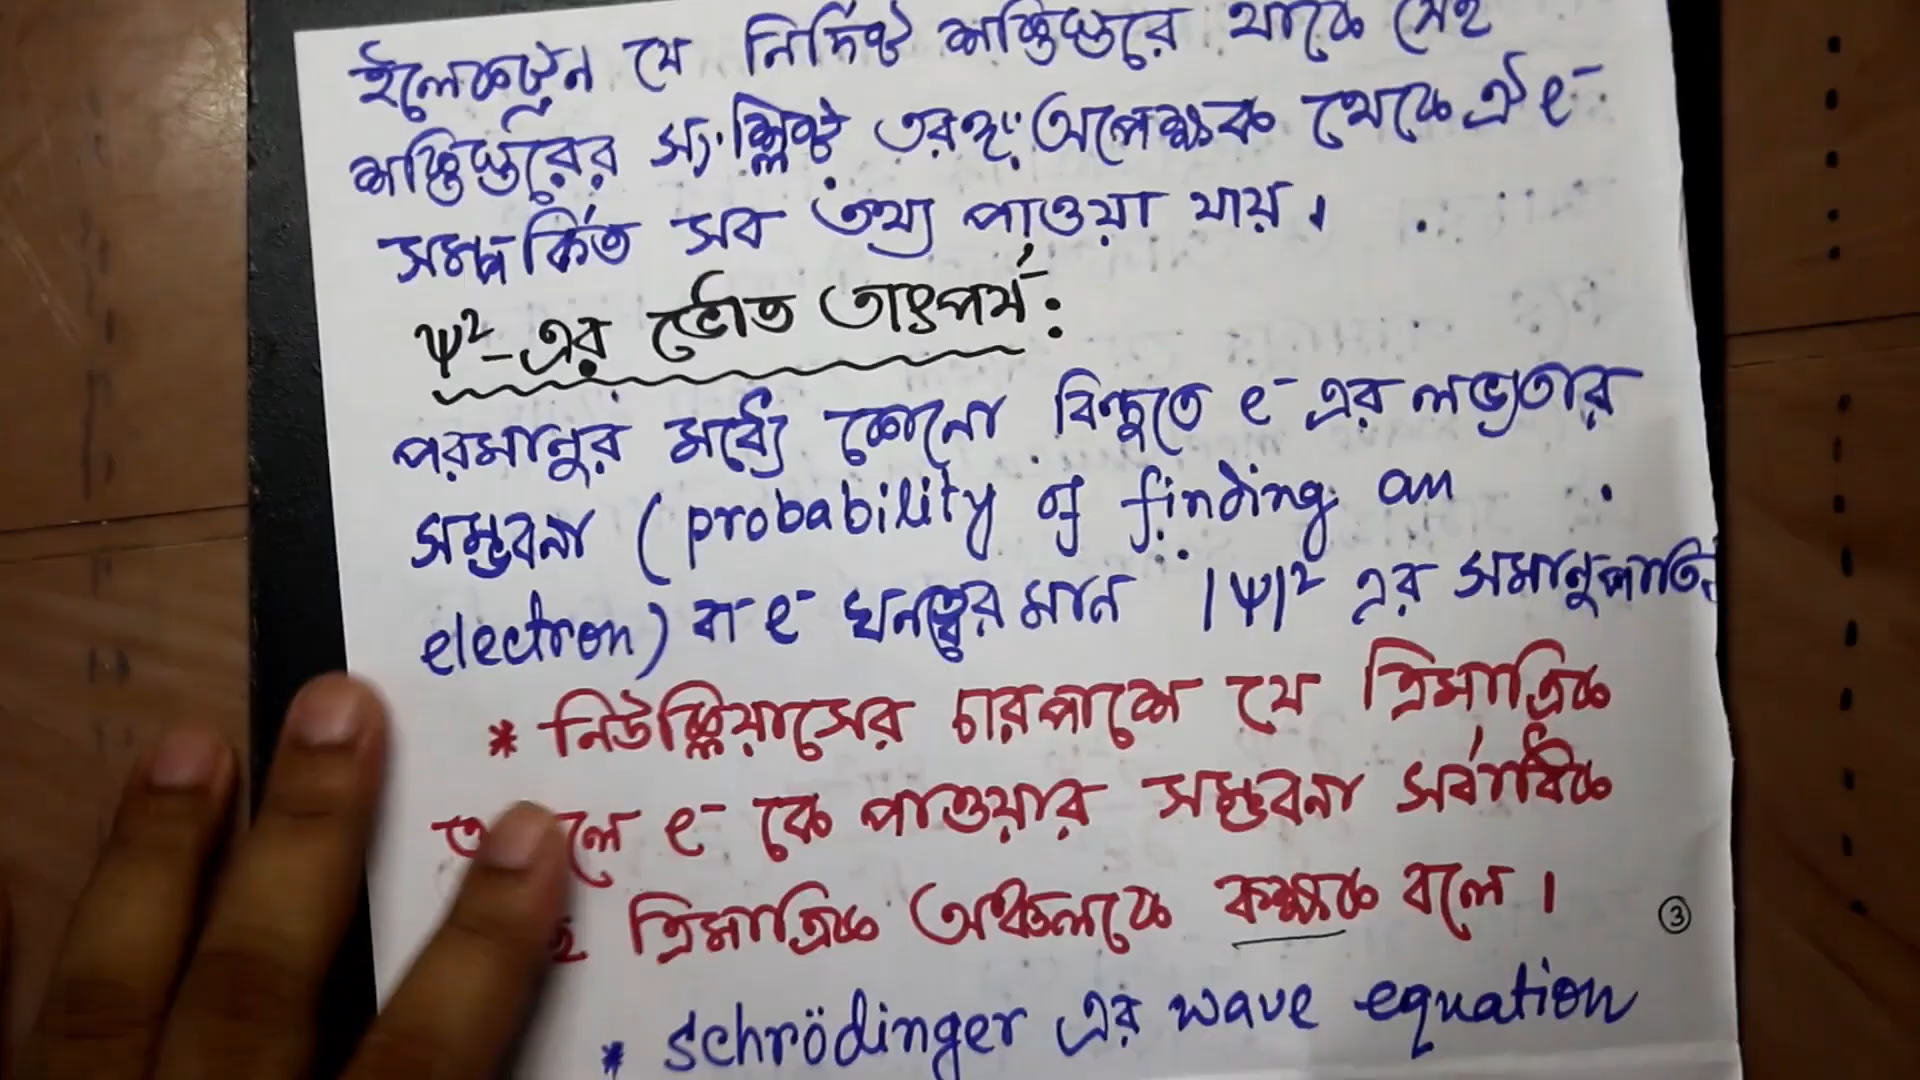 ইলেকট্রন যে নির্দিষ্ট শক্তিস্তরে থাকে সেই
শক্তিস্তরের সংশ্লিষ্ট তরঙ্গ অপেক্ষক থেকে ঐ e⁻
সম্পর্কিত সব তথ্য পাওয়া যায়।
ψ²-এর ভৌত তাৎপর্য:
পরমানুর মধ্যে কোনো বিন্দুতে e⁻ এর লভ্যতার
সম্ভবনা (probability of finding an
electron) বা e⁻ ঘনত্বের মান |ψ|² এর সমানুপাতি
* নিউক্লিয়াসের চারপাশে যে ত্রিমাত্রিক
e⁻ কে পাওয়ার সম্ভবনা সর্বাধিক
ত্রিমাত্রিক অঞ্চলকে কক্ষক বলে।
③
* schrödinger এর wave equation